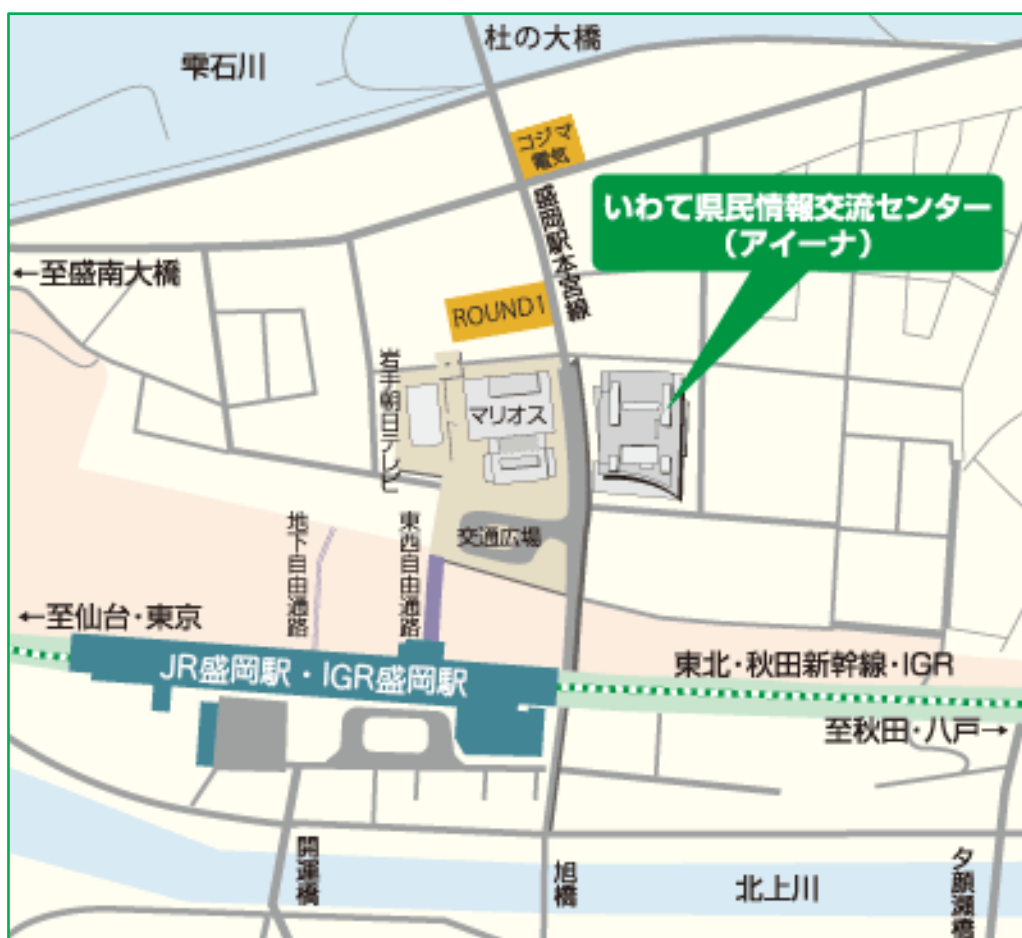 杜の大橋
雫石川
コジマ
電気
いわて県民情報交流センター
（アイーナ）
盛岡駅本宮線
←至盛南大橋
ROUND1
岩手朝日テレビ
マリオス
交通広場
地下自由通路
東西自由通路
←至仙台・東京
JR盛岡駅・IGR盛岡駅
東北・秋田新幹線・IGR
至秋田・八戸→
開運橋
旭橋
北上川
夕顔瀬橋